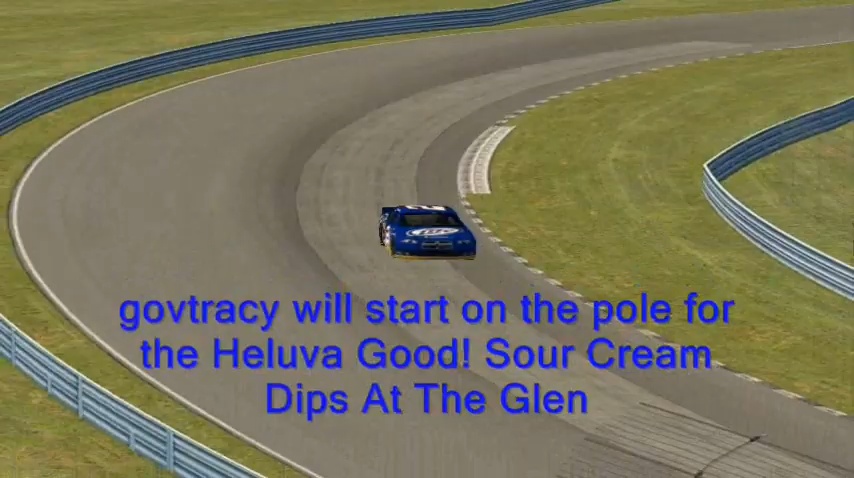 govtracy will start on the pole for
the Heluva Good! Sour Cream
Dips At The Glen